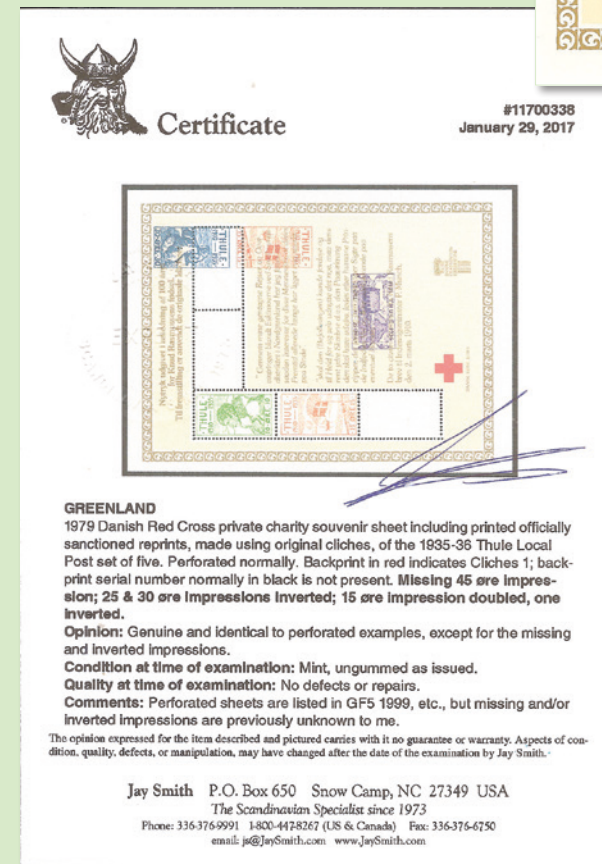 Certificate
#11700338
January 29, 2017
THULE
THULE
THULE
THULE
GREENLAND
1979 Danish Red Cross private charity souvenir sheet including printed officially
sanctioned reprints, made using original cliches, of the 1935-36 Thule Local
Post set of five. Perforated normally. Backprint in red indicates Cliches 1; back-
print serial number normally in black is not present. Missing 45 øre impres-
sion; 25 & 30 øre Impressions Inverted; 15 øre impression doubled, one
inverted.
Opinion: Genuine and identical to perforated examples, except for the missing
and inverted impressions.
Condition at time of examination: Mint, ungummed as issued.
Quality at time of examination: No defects or repairs.
Comments: Perforated sheets are listed in GF5 1999, etc., but missing and/or
inverted impressions are previously unknown to me.
The opinion expressed for the item described and pictured carries with it no guarantee or warranty. Aspects of con-
dition, quality, defects, or manipulation, may have changed after the date of the examination by Jay Smith.
Jay Smith P.O. Box 650 Snow Camp, NC 27349 USA
The Scandinavian Specialist since 1973
Phone: 336-376-9991 1-800-447-8267 (US & Canada) Fax: 336-376-6750
email: js@JaySmith.com www.JaySmith.com